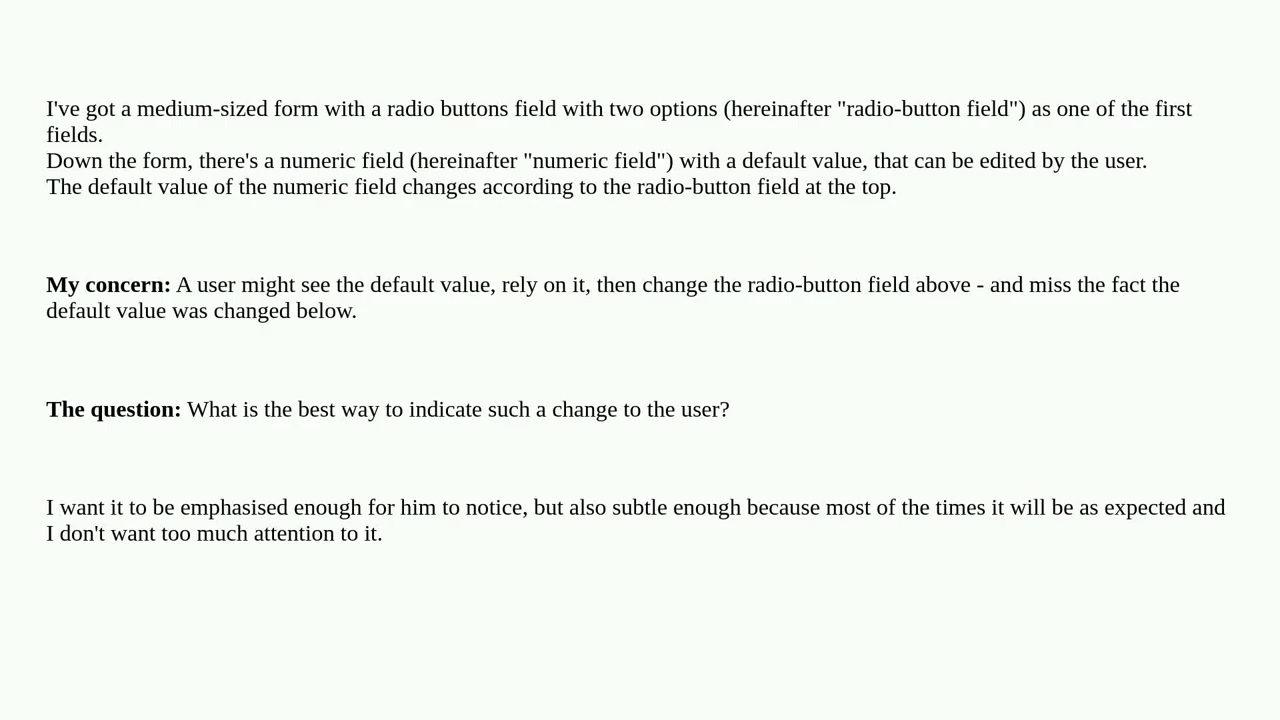 I've got a medium-sized form with a radio buttons field with two options (hereinafter "radio-button field") as one of the first
fields.
Down the form, there's a numeric field (hereinafter "numeric field") with a default value, that can be edited by the user.
The default value of the numeric field changes according to the radio-button field at the top.
My concern: A user might see the default value, rely on it, then change the radio-button field above - and miss the fact the
default value was changed below.
The question: What is the best way to indicate such a change to the user?
I want it to be emphasised enough for him to notice, but also subtle enough because most of the times it will be as expected and
I don't want too much attention to it.